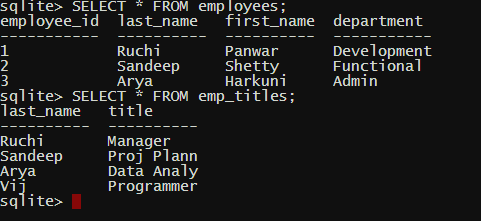 sqlite> SELECT * FROM employees;
employee_id  last_name   first_name  department
-----------  ----------  ----------  -----------
1            Ruchi       Panwar      Development
2            Sandeep     Shetty      Functional
3            Arya        Harkuni     Admin
sqlite> SELECT * FROM emp_titles;
last_name   title
----------  ----------
Ruchi       Manager
Sandeep     Proj Plann
Arya        Data Analy
Vij         Programmer
sqlite>